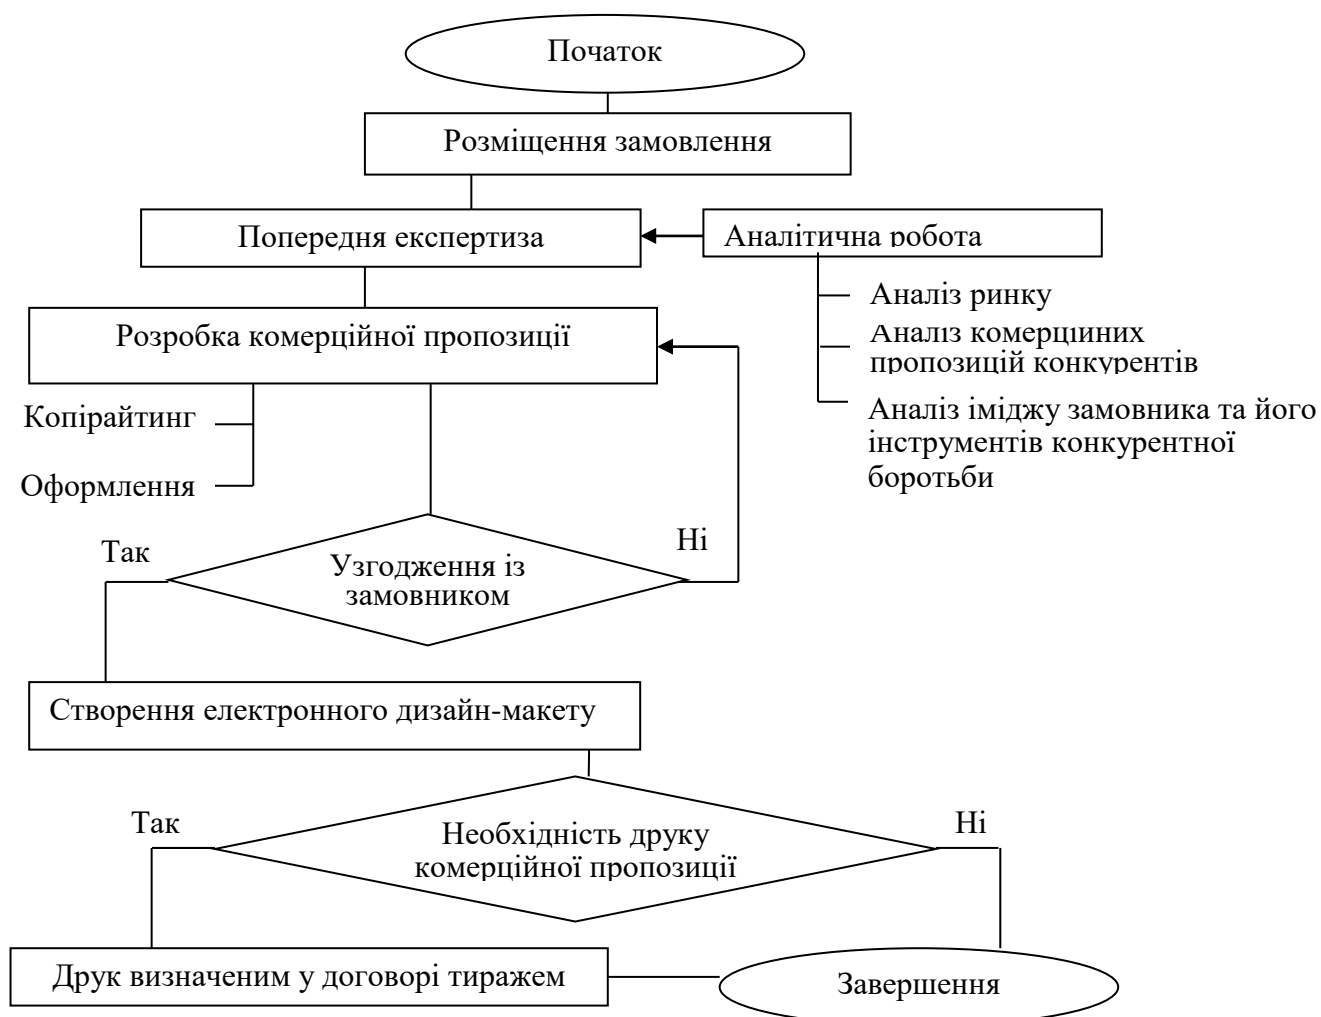 Початок
Розміщення замовлення
Попередня експертиза
Аналітична робота
Аналіз ринку
Аналіз комерційних
пропозицій конкурентів
Аналіз іміджу замовника та його
інструментів конкурентної
боротьби
Розробка комерційної пропозиції
Копірайтинг
Оформлення
Так
Ні
Узгодження із
замовником
Створення електронного дизайн-макету
Так
Ні
Необхідність друку
комерційної пропозиції
Друк визначеним у договорі тиражем
Завершення